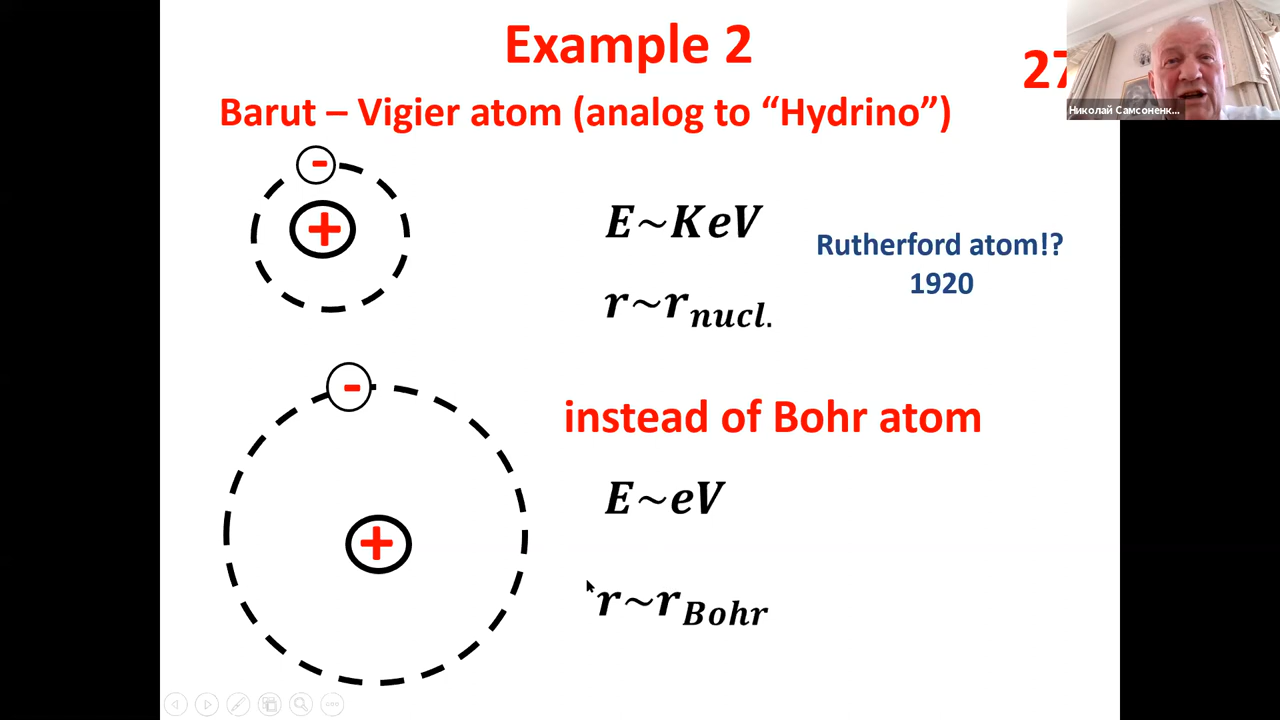 Example 2
27
Barut – Vigier atom (analog to “Hydrino”)
Николай Самсоненк...
-
+
E~KeV
Rutherford atom!?
1920
r~r_nucl.
-
instead of Bohr atom
E~eV
+
r~r_Bohr